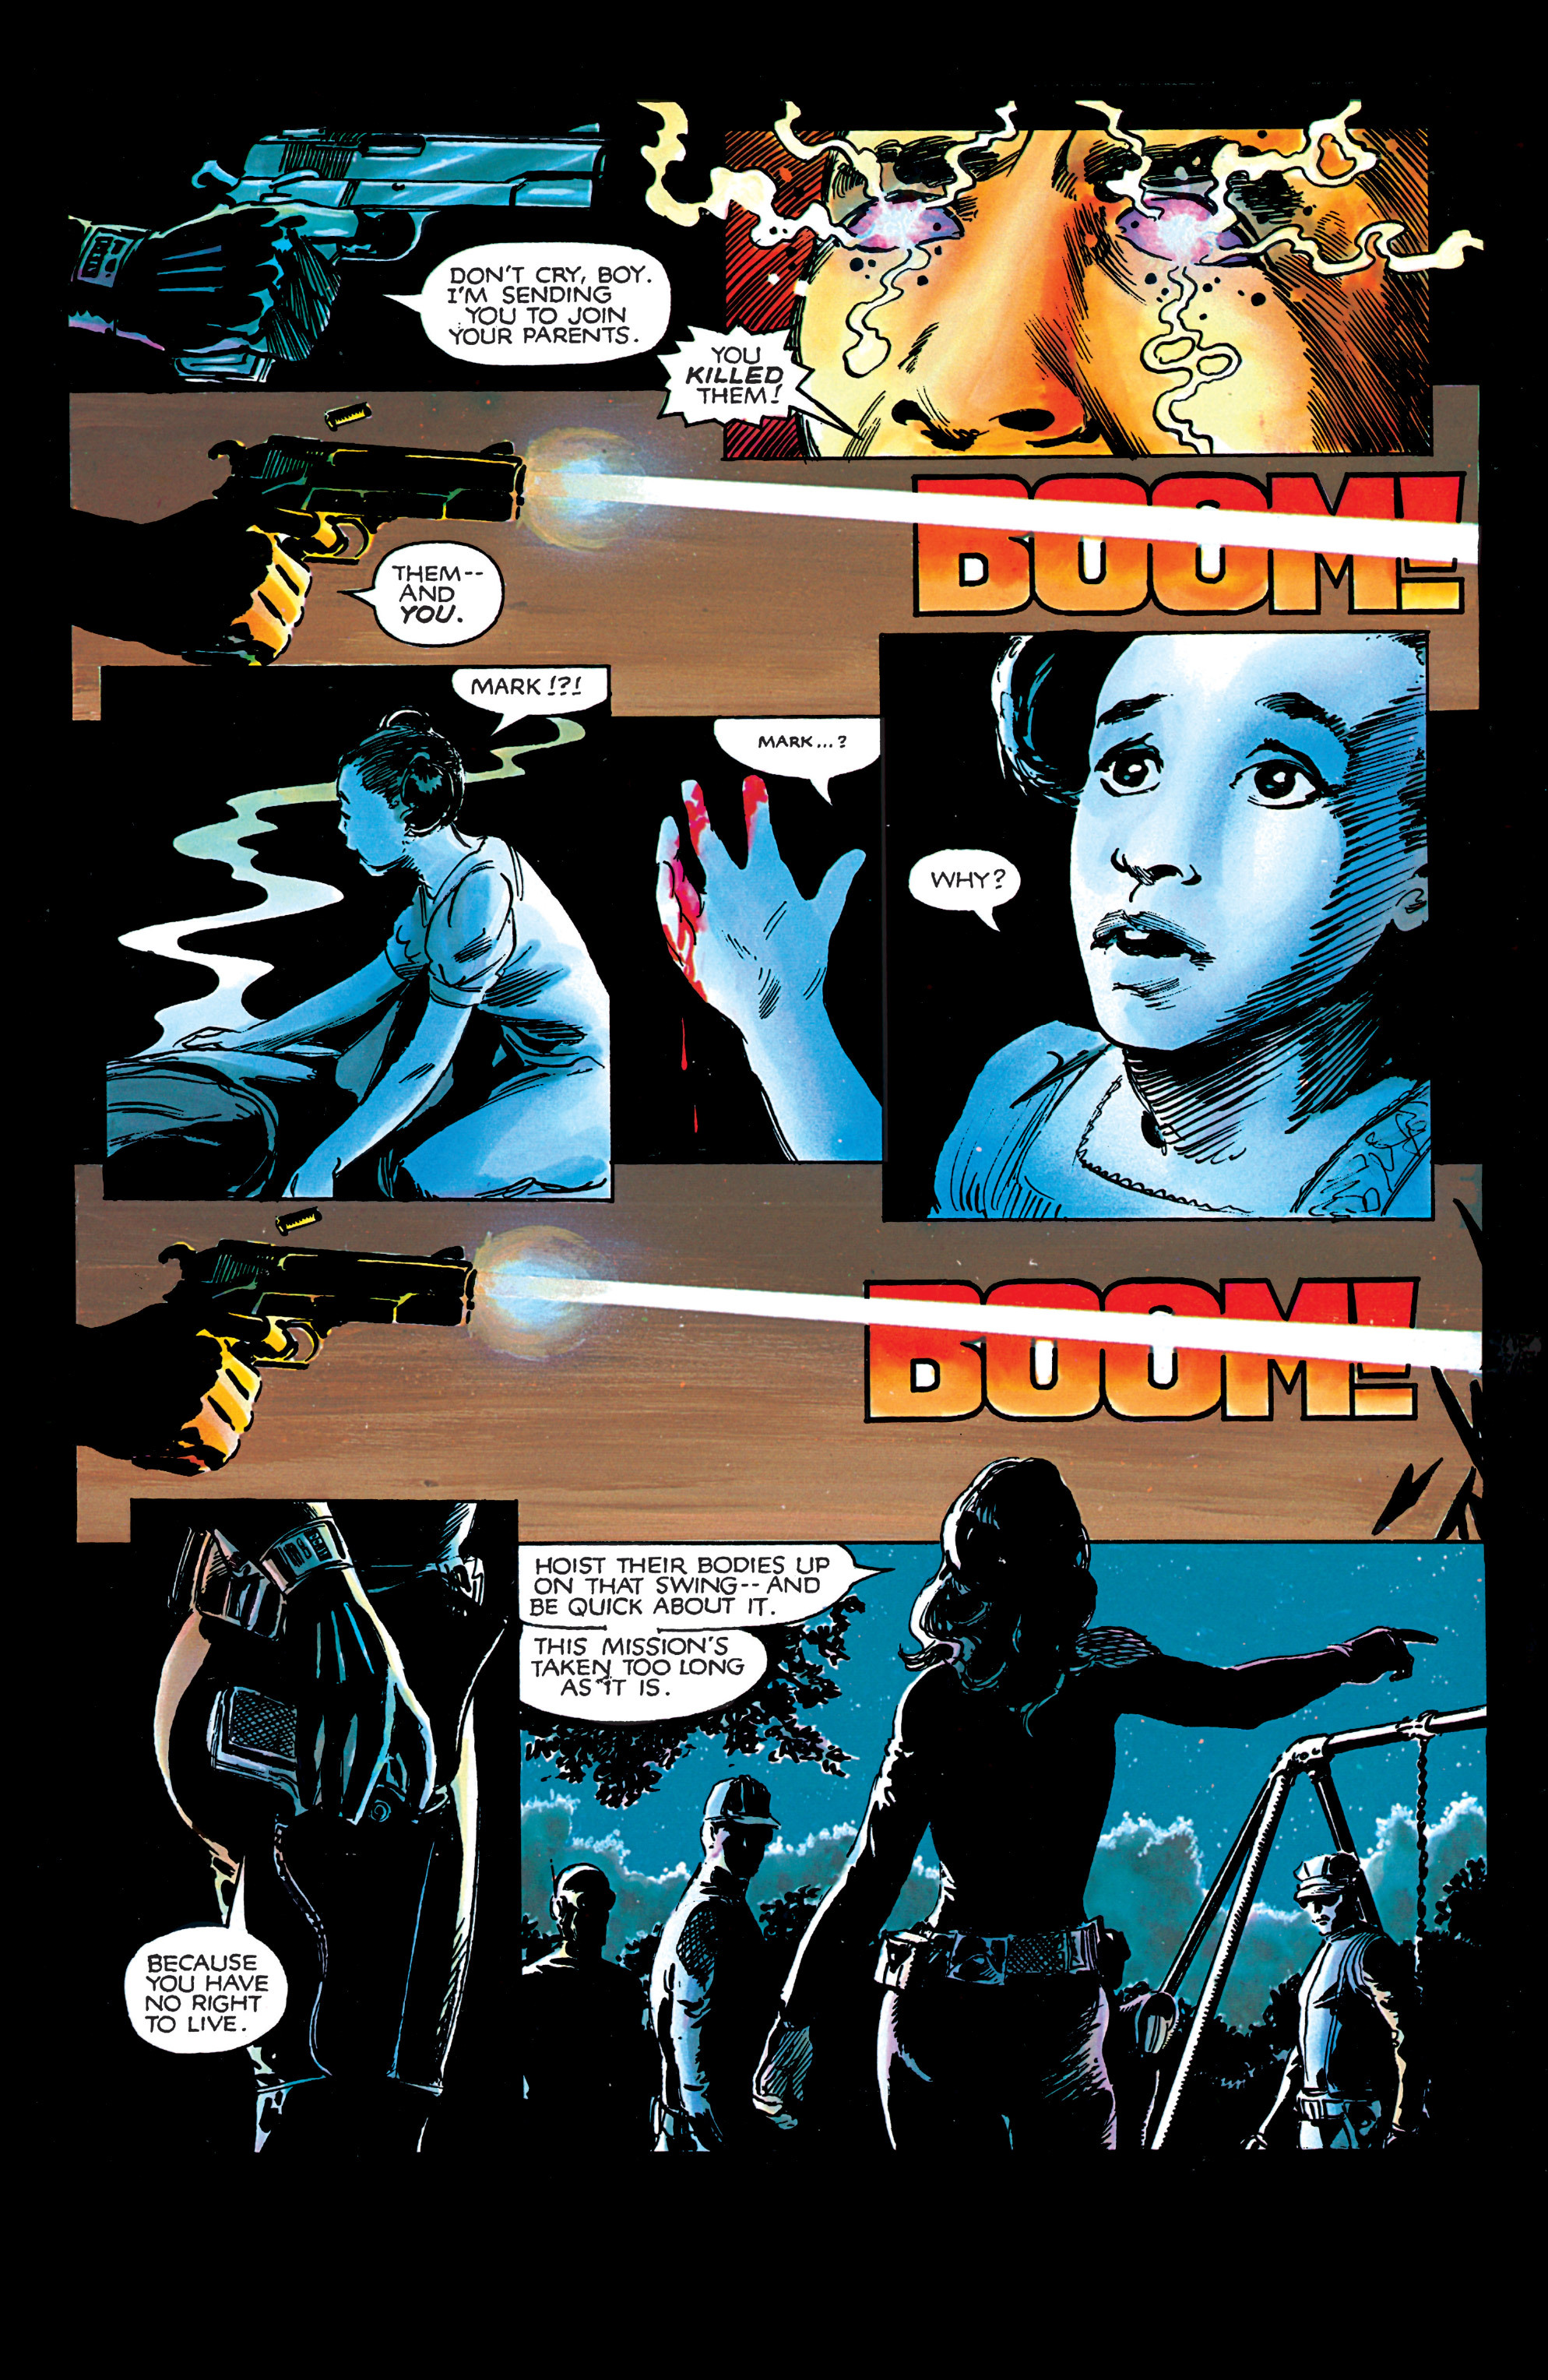 DON'T CRY, BOY.
I'M SENDING
YOU TO JOIN
YOUR PARENTS.
YOU
KILLED
THEM!
BOOM!
THEM--
AND
YOU.
MARK!?!
MARK...?
WHY?
BOOM!
BECAUSE
YOU HAVE
NO RIGHT
TO LIVE.
HOIST THEIR BODIES UP
ON THAT SWING--AND
BE QUICK ABOUT IT.
THIS MISSION'S
TAKEN TOO LONG
AS IT IS.